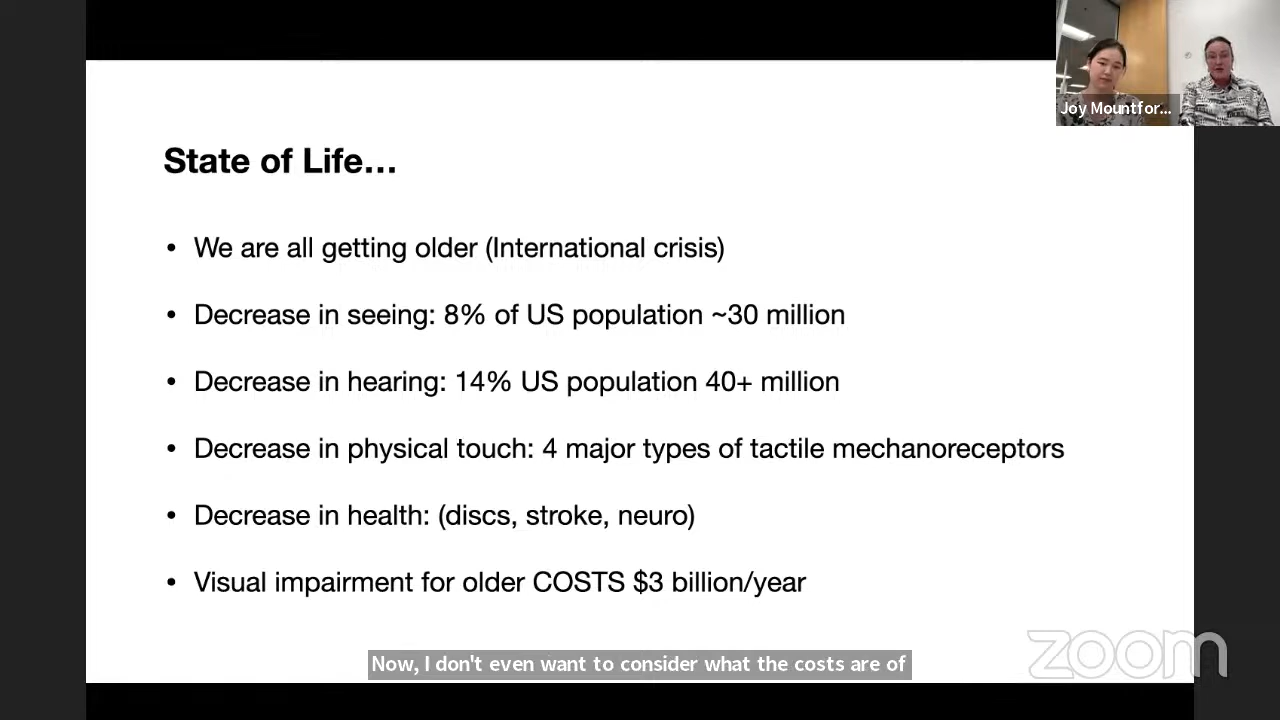 Joy Mountfor...
State of Life...
• We are all getting older (International crisis)
• Decrease in seeing: 8% of US population ~30 million
• Decrease in hearing: 14% US population 40+ million
• Decrease in physical touch: 4 major types of tactile mechanoreceptors
• Decrease in health: (discs, stroke, neuro)
• Visual impairment for older COSTS $3 billion/year
Now, I don't even want to consider what the costs are of
zoom